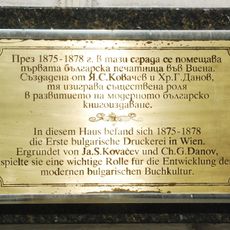 През 1875-1878 г. в тази сграда се помещава
първата българска печатница във Виена.
Създадена от Я.С.Ковачев и Хр.Г.Данов,
тя изиграва съществена роля
в развитието на модерното българско
книгоиздаване.
In diesem Haus befand sich 1875-1878
die Erste bulgarische Druckerei in Wien.
Ergründet von Ja.S.Kovačev und Ch.G.Danov,
spielte sie eine wichtige Rolle für die Entwicklung des
modernen bulgarischen Buchkultur.